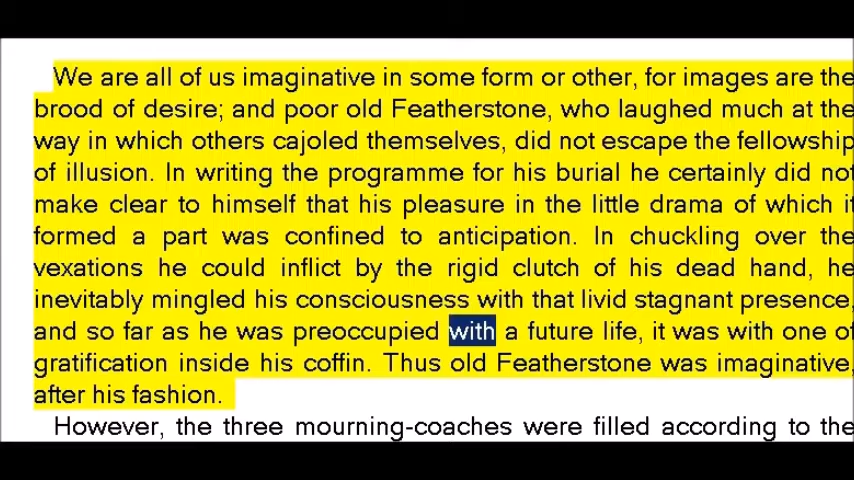 We are all of us imaginative in some form or other, for images are the
brood of desire; and poor old Featherstone, who laughed much at the
way in which others cajoled themselves, did not escape the fellowship
of illusion. In writing the programme for his burial he certainly did not
make clear to himself that his pleasure in the little drama of which it
formed a part was confined to anticipation. In chuckling over the
vexations he could inflict by the rigid clutch of his dead hand, he
inevitably mingled his consciousness with that livid stagnant presence,
and so far as he was preoccupied with a future life, it was with one of
gratification inside his coffin. Thus old Featherstone was imaginative,
after his fashion.
However, the three mourning-coaches were filled according to the